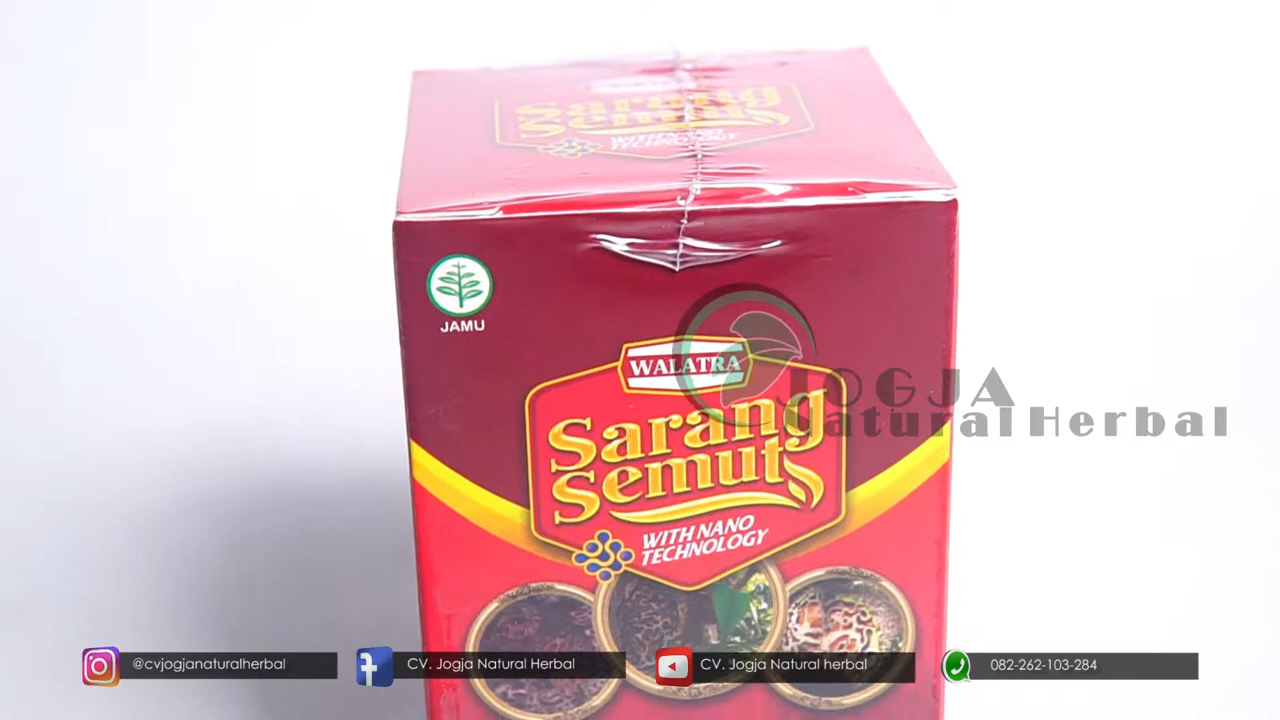 Sarang
Semut
WITH NANO
TECHNOLOGY
JAMU
WALATRA
Sarang
Semut
WITH NANO
TECHNOLOGY
JOGJA
Natural Herbal
@cvjogjanaturalherbal
CV. Jogja Natural Herbal
CV. Jogja Natural herbal
082-262-103-284